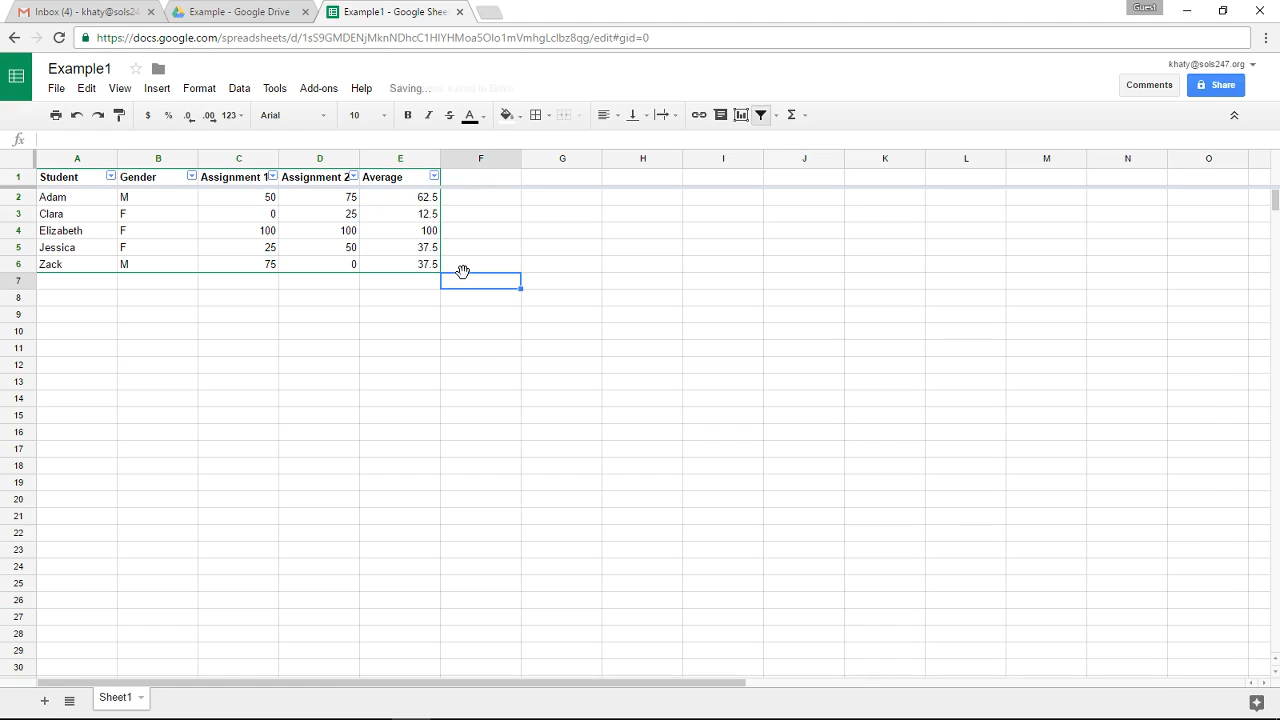 Inbox (4) - khaty@sols24
Example - Google Drive
Example1 - Google Shee
Guest
https://docs.google.com/spreadsheets/d/1sS9GMDENjMknNDhcC1HIYHMoa5OIo1mVmhgLcIbz8qg/edit#gid=0
Example1
khaty@sols247.org
File Edit View Insert Format Data Tools Add-ons Help Saving...
Comments
Share
$ % .0 .00 123 Arial 10 B I S A Σ
fx
A B C D E F G H I J K L M N O
1 Student Gender Assignment 1 Assignment 2 Average
2 Adam M 50 75 62.5
3 Clara F 0 25 12.5
4 Elizabeth F 100 100 100
5 Jessica F 25 50 37.5
6 Zack M 75 0 37.5
7
8
9
10
11
12
13
14
15
16
17
18
19
20
21
22
23
24
25
26
27
28
29
30
Sheet1